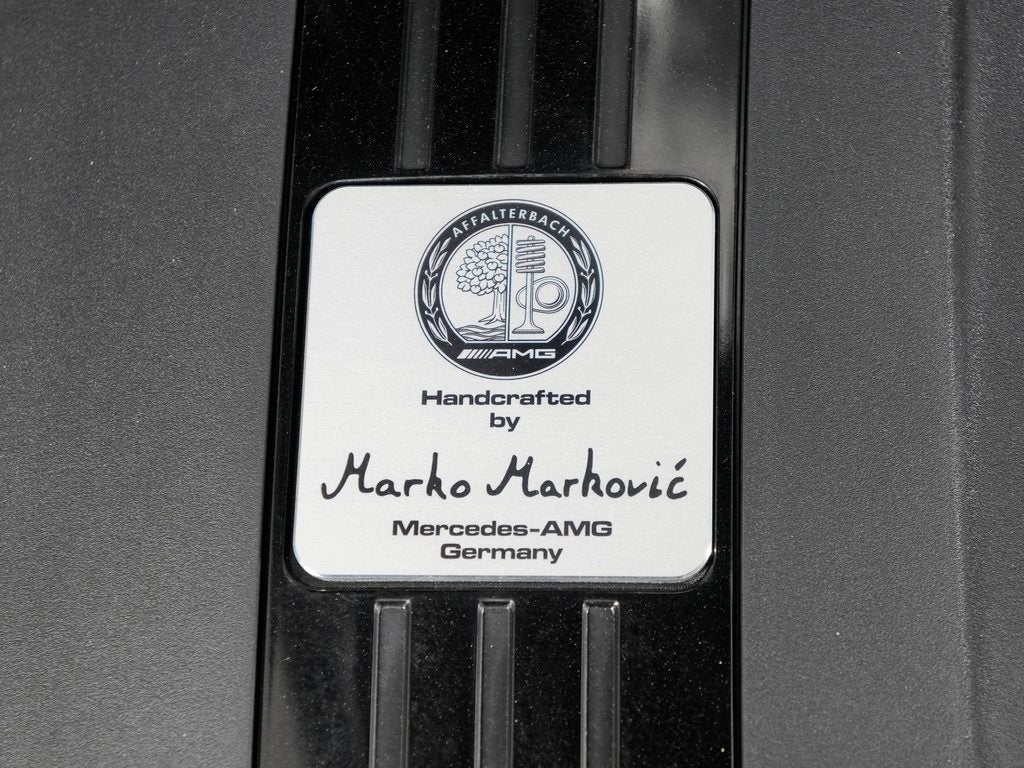 AFFALTERBACH
AMG
Handcrafted
by
Marko Marković
Mercedes-AMG
Germany